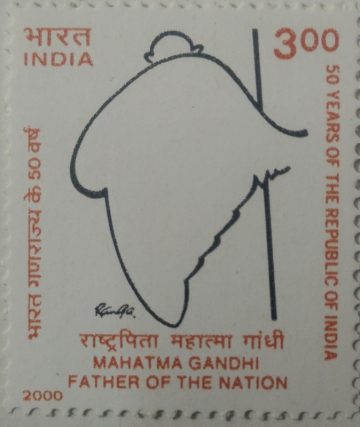 भारत
INDIA
3.00
50 YEARS OF THE REPUBLIC OF INDIA
भारत गणराज्य के 50 वर्ष
Ranga
राष्ट्रपिता महात्मा गांधी
MAHATMA GANDHI
FATHER OF THE NATION
2000